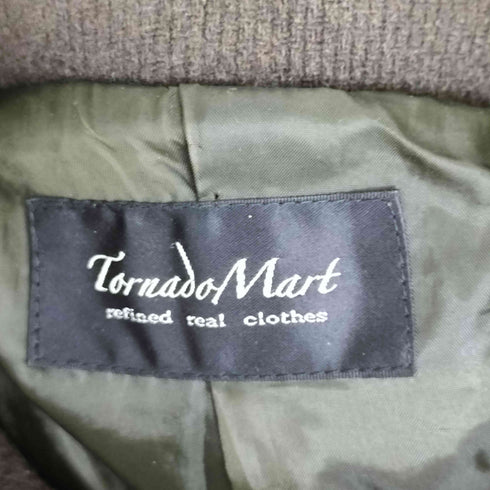 TornadoMart
refined real clothes